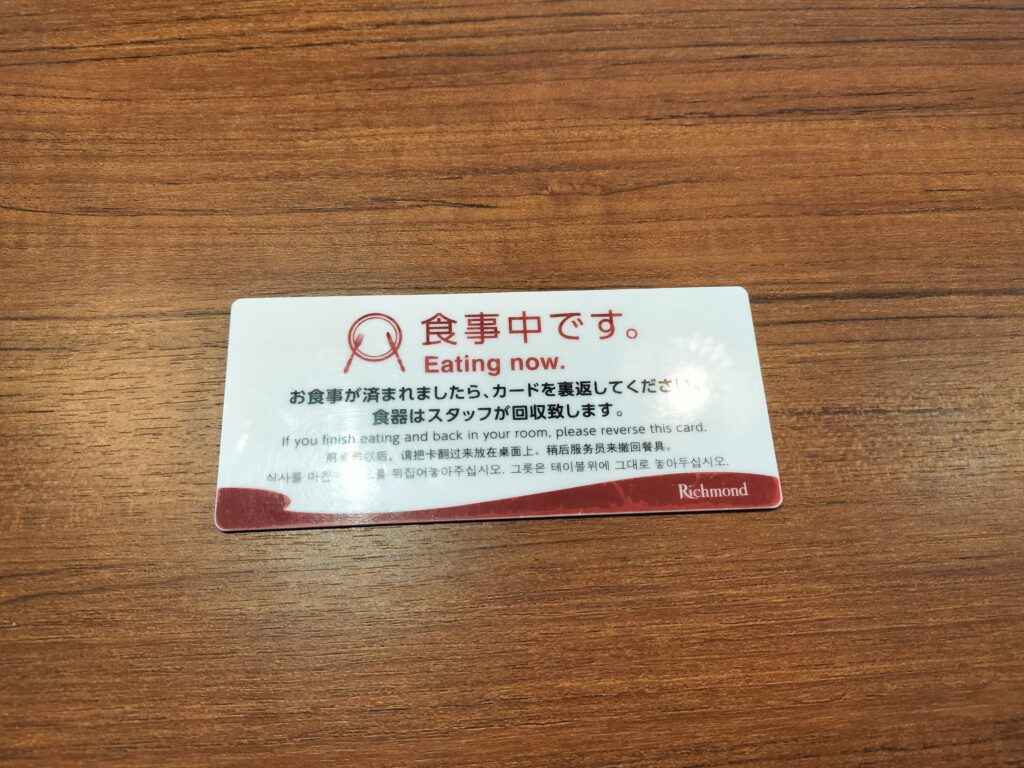 食事中です。
Eating now.
お食事が済まれましたら、カードを裏返してください。
食器はスタッフが回収致します。
If you finish eating and back in your room, please reverse this card.
以后，请把卡翻过来放在桌面上。稍后服务员来撤回餐具。
식사를 뒤집어놓아주십시오. 그릇은 테이블위에 그대로 놓아두십시오.
Richmond